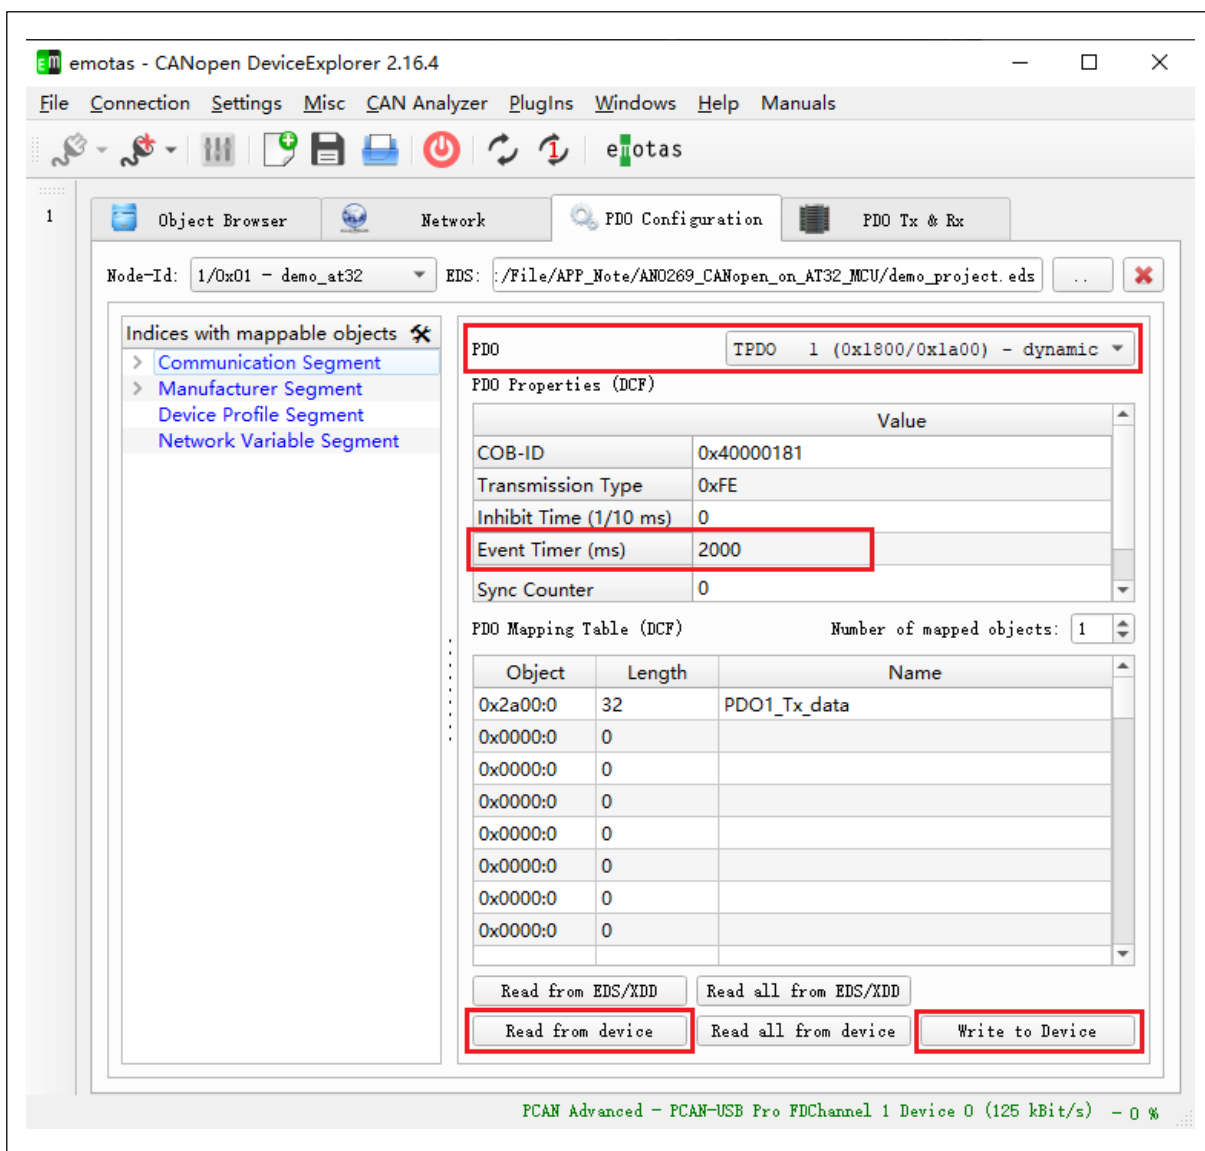 EM emotas - CANopen DeviceExplorer 2.16.4
File Connection Settings Misc CAN Analyzer PlugIns Windows Help Manuals
1 emotas
1 Object Browser Network PDO Configuration PDO Tx & Rx
Node-Id: 1/0x01 - demo_at32 EDS: :/File/APP_Note/AN0269_CANopen_on_AT32_MCU/demo_project.eds ..
Indices with mappable objects
Communication Segment
Manufacturer Segment
Device Profile Segment
Network Variable Segment
PDO TPDO 1 (0x1800/0x1a00) - dynamic
PDO Properties (DCF)
Value
COB-ID 0x40000181
Transmission Type 0xFE
Inhibit Time (1/10 ms) 0
Event Timer (ms) 2000
Sync Counter 0
PDO Mapping Table (DCF) Number of mapped objects: 1
Object Length Name
0x2a00:0 32 PDO1_Tx_data
0x0000:0 0
0x0000:0 0
0x0000:0 0
0x0000:0 0
0x0000:0 0
0x0000:0 0
0x0000:0 0
Read from EDS/XDD Read all from EDS/XDD
Read from device Read all from device Write to Device
PCAN Advanced - PCAN-USB Pro FDChannel 1 Device 0 (125 kBit/s) - 0 %